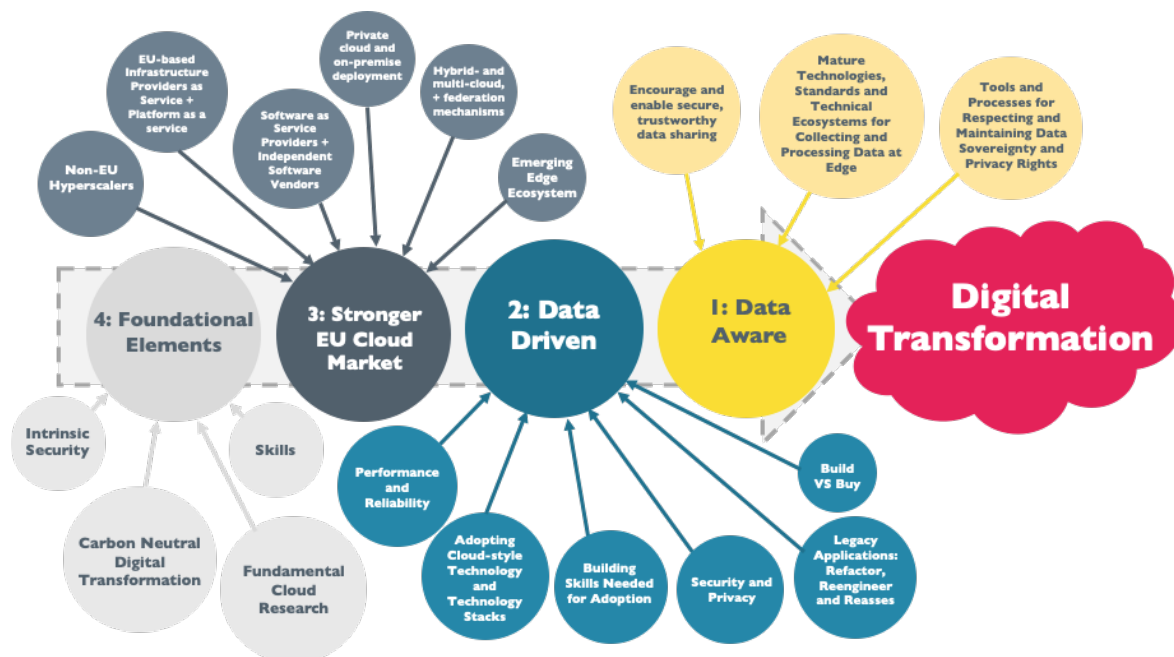 Private
cloud and
on-premise
deployment
EU-based
Infrastructure
Providers as
Service +
Platform as a
service
Hybrid- and
multi-cloud,
+ federation
mechanisms
Software as
Service
Providers +
Independent
Software
Vendors
Non-EU
Hyperscalers
Emerging
Edge
Ecosystem
Encourage and
enable secure,
trustworthy
data sharing
Mature
Technologies,
Standards and
Technical
Ecosystems for
Collecting and
Processing Data at
Edge
Tools and
Processes for
Respecting and
Maintaining Data
Sovereignty and
Privacy Rights
4: Foundational
Elements
3: Stronger
EU Cloud
Market
2: Data
Driven
1: Data
Aware
Digital
Transformation
Intrinsic
Security
Skills
Carbon Neutral
Digital
Transformation
Fundamental
Cloud
Research
Performance
and
Reliability
Adopting
Cloud-style
Technology
and
Technology
Stacks
Building
Skills Needed
for Adoption
Security and
Privacy
Legacy
Applications:
Refactor,
Reengineer
and Reasses
Build
VS Buy